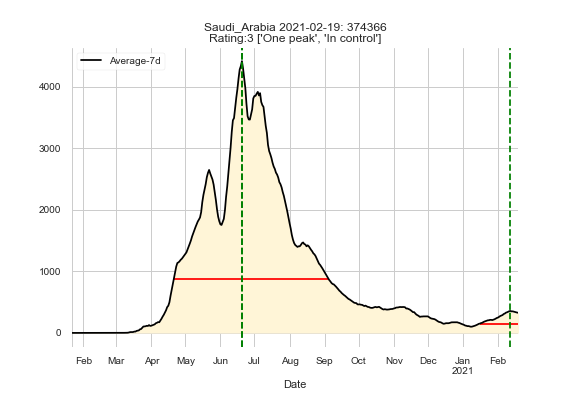 Saudi_Arabia 2021-02-19: 374366
Rating:3 ['One peak', 'In control']
Average-7d
4000
3000
2000
1000
0
Feb Mar Apr May Jun Jul Aug Sep Oct Nov Dec Jan Feb
2021
Date